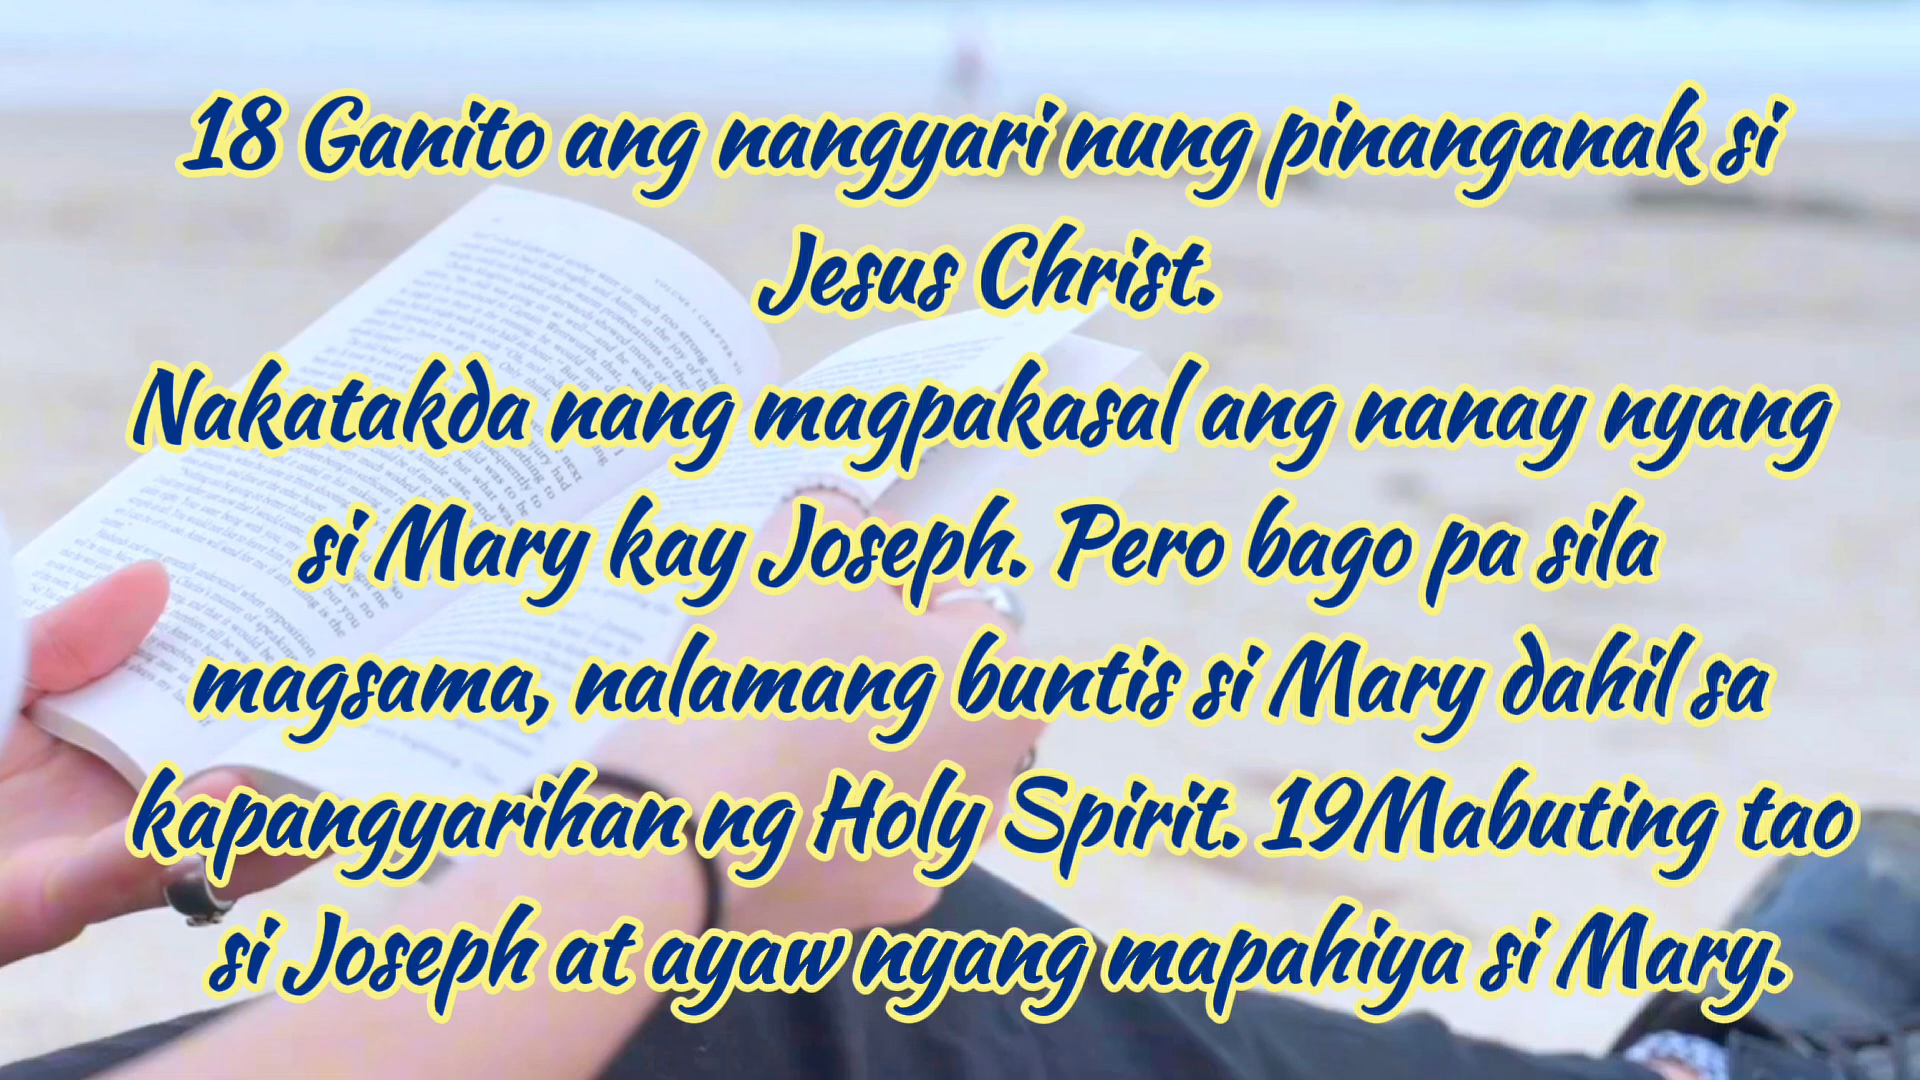 18 Ganito ang nangyari nung pinanganak si
Jesus Christ.
Nakatakda nang magpakasal ang nanay nyang
si Mary kay Joseph. Pero bago pa sila
magsama, nalamang buntis si Mary dahil sa
kapangyarihan ng Holy Spirit. 19Mabuting tao
si Joseph at ayaw nyang mapahiya si Mary.